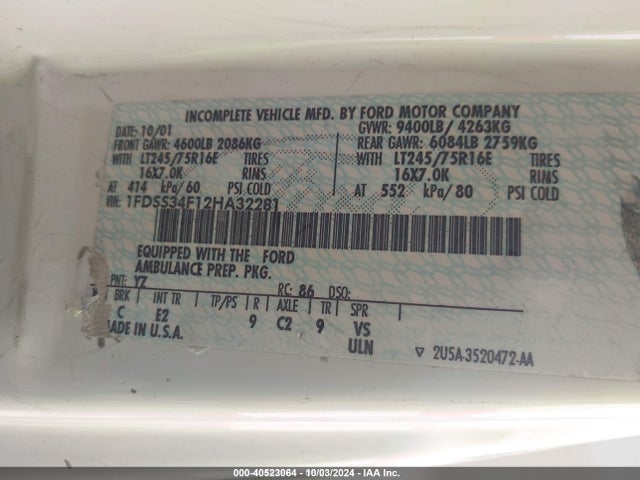 INCOMPLETE VEHICLE MFD. BY FORD MOTOR COMPANY
DATE: 10/01 GVWR: 9400LB / 4263KG
FRONT GAWR: 4600LB 2086KG REAR GAWR: 6084LB 2759KG
WITH LT245/75R16E TIRES WITH LT245/75R16E TIRES
16X7.0K RIMS 16X7.0K RIMS
AT 414 kPa/60 PSI COLD AT 552 kPa/80 PSI COLD
VIN: 1FDSS34F12HA32281
EQUIPPED WITH THE FORD
AMBULANCE PREP. PKG.
PNT: YZ RC: 86 DSO:
BRK INT TR TP/PS R AXLE TR SPR
C E2 9 C2 9 VS
MADE IN U.S.A. ULN
▽ 2U5A-3520472-AA
000-40523064 - 10/03/2024 - IAA Inc.